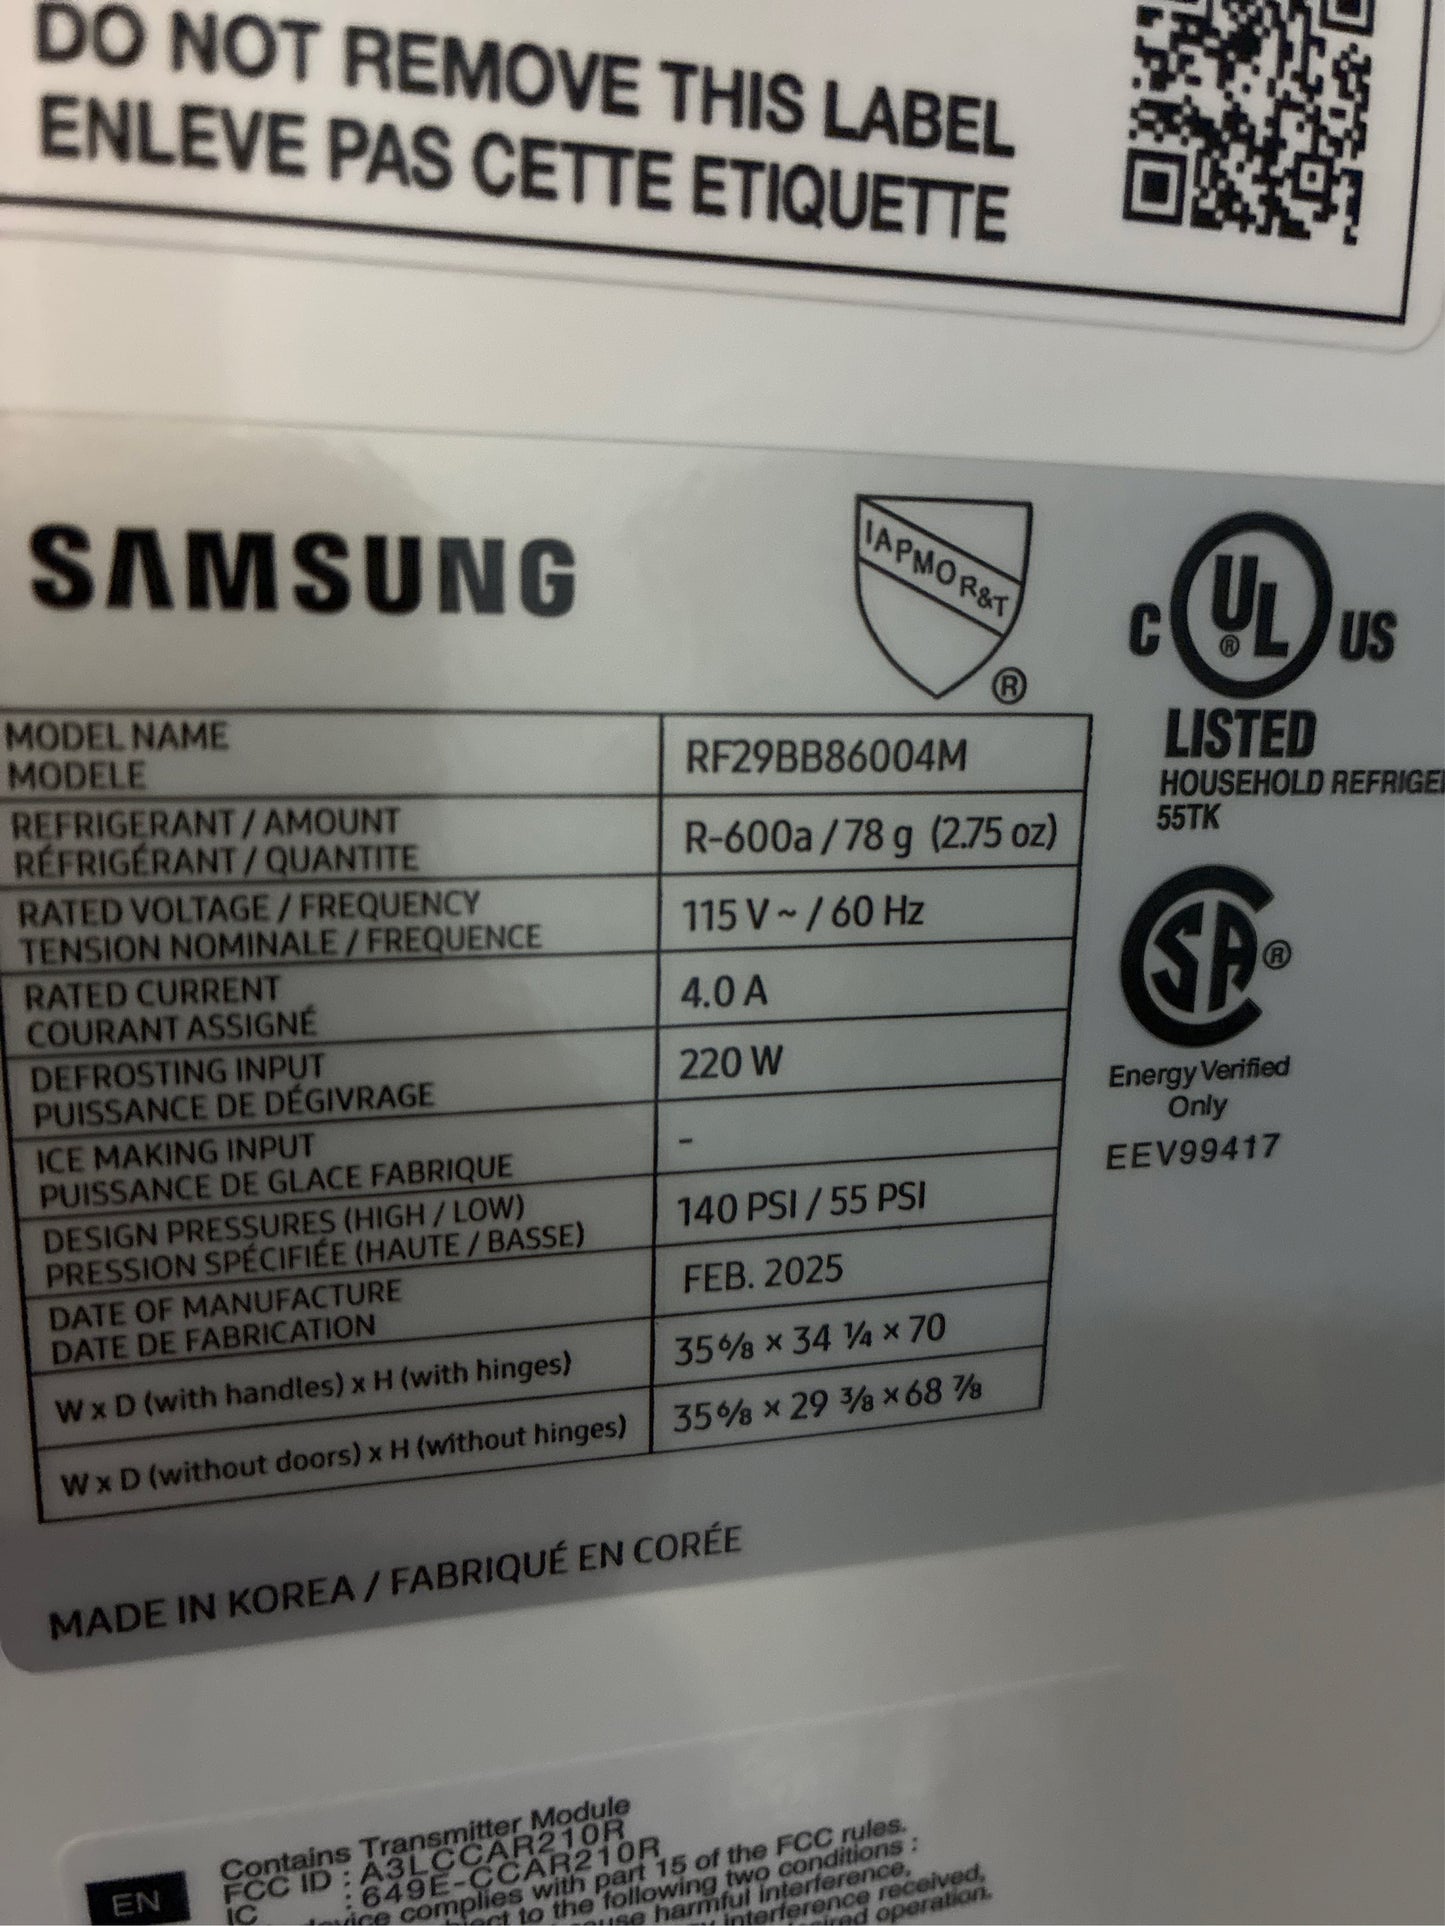 DO NOT REMOVE THIS LABEL
ENLEVE PAS CETTE ETIQUETTE
SAMSUNG
IAPMO R&T
®
C UL ® US
LISTED
HOUSEHOLD
55TK
MODEL NAME
MODELE
RF29BB86004M
REFRIGERANT / AMOUNT
RÉFRIGÉRANT / QUANTITE
R-600a / 78 g (2.75 oz)
RATED VOLTAGE / FREQUENCY
TENSION NOMINALE / FREQUENCE
115 V ~ / 60 Hz
RATED CURRENT
COURANT ASSIGNÉ
4.0 A
DEFROSTING INPUT
PUISSANCE DE DÉGIVRAGE
220 W
ICE MAKING INPUT
PUISSANCE DE GLACE FABRIQUE
-
DESIGN PRESSURES (HIGH / LOW)
PRESSION SPÉCIFIÉE (HAUTE / BASSE)
140 PSI / 55 PSI
DATE OF MANUFACTURE
DATE DE FABRICATION
FEB. 2025
W x D (with handles) x H (with hinges)
35 6/8 × 34 1/4 × 70
W x D (without doors) x H (without hinges)
35 6/8 × 29 3/8 × 68 7/8
SA ®
Energy Verified
Only
EEV99417
MADE IN KOREA / FABRIQUÉ EN CORÉE
EN
Contains Transmitter Module
FCC ID : A3LCCAR210R
IC : 649E-CCAR210R
complies with part 15 of the FCC rules.
to the following two conditions :
harmful interference,
interference received,
operation.